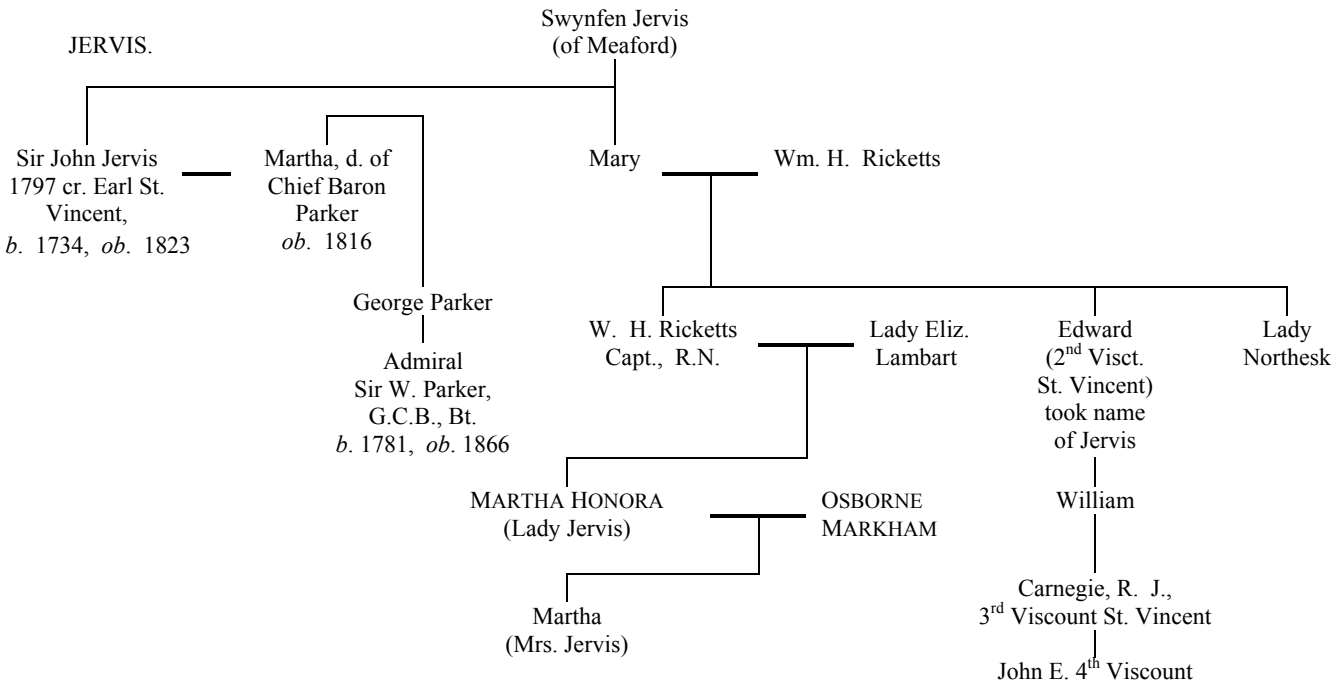 JERVIS.
Swynfen Jervis
(of Meaford)
Sir John Jervis
1797 cr. Earl St.
Vincent,
b. 1734, ob. 1823
Martha, d. of
Chief Baron
Parker
ob. 1816
Mary
Wm. H. Ricketts
George Parker
Admiral
Sir W. Parker,
G.C.B., Bt.
b. 1781, ob. 1866
W. H. Ricketts
Capt., R.N.
Lady Eliz.
Lambart
Edward
(2nd Visct.
St. Vincent)
took name
of Jervis
Lady
Northesk
MARTHA HONORA
(Lady Jervis)
OSBORNE
MARKHAM
William
Martha
(Mrs. Jervis)
Carnegie, R. J.,
3rd Viscount St. Vincent
John E. 4th Viscount